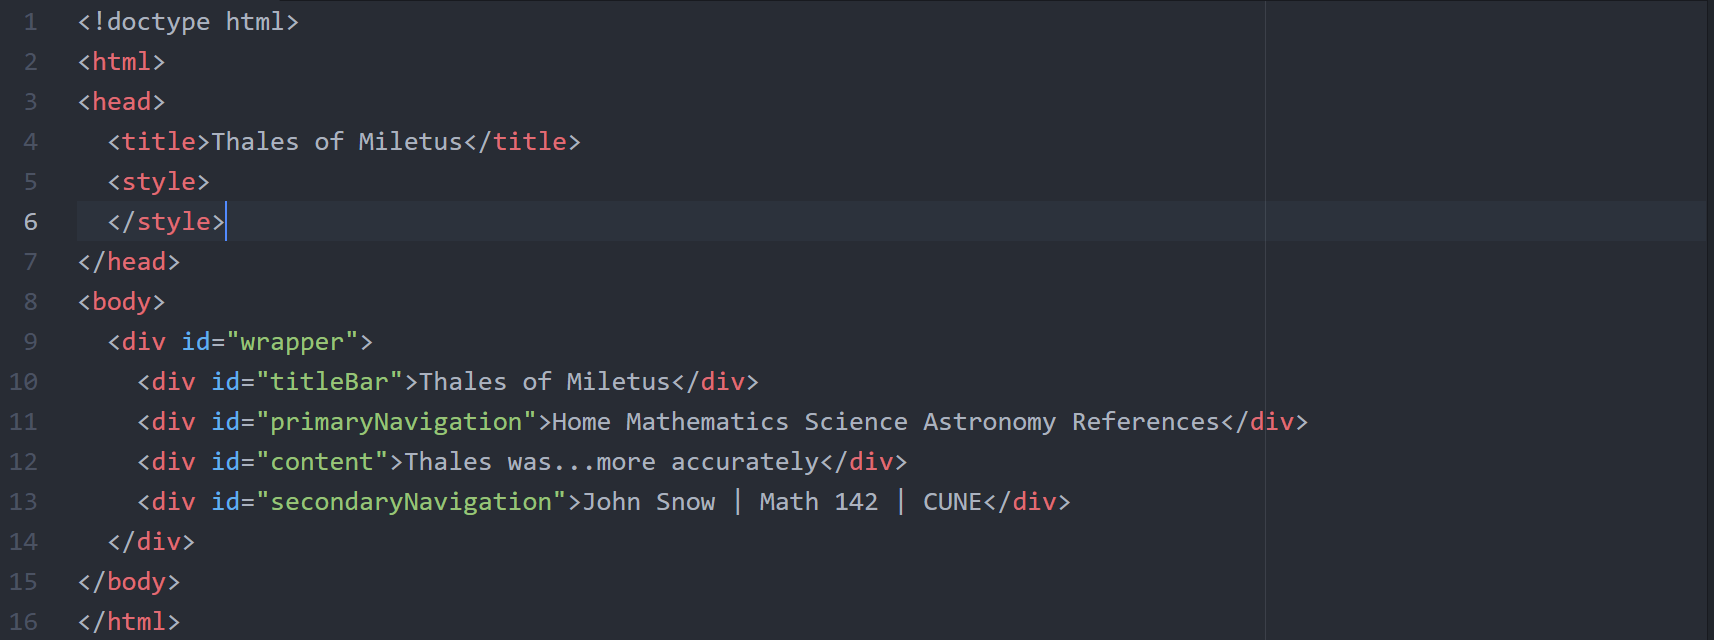 1 <!doctype html>
2 <html>
3 <head>
4   <title>Thales of Miletus</title>
5   <style>
6   </style>
7 </head>
8 <body>
9   <div id="wrapper">
10     <div id="titleBar">Thales of Miletus</div>
11     <div id="primaryNavigation">Home Mathematics Science Astronomy References</div>
12     <div id="content">Thales was...more accurately</div>
13     <div id="secondaryNavigation">John Snow | Math 142 | CUNE</div>
14   </div>
15 </body>
16 </html>